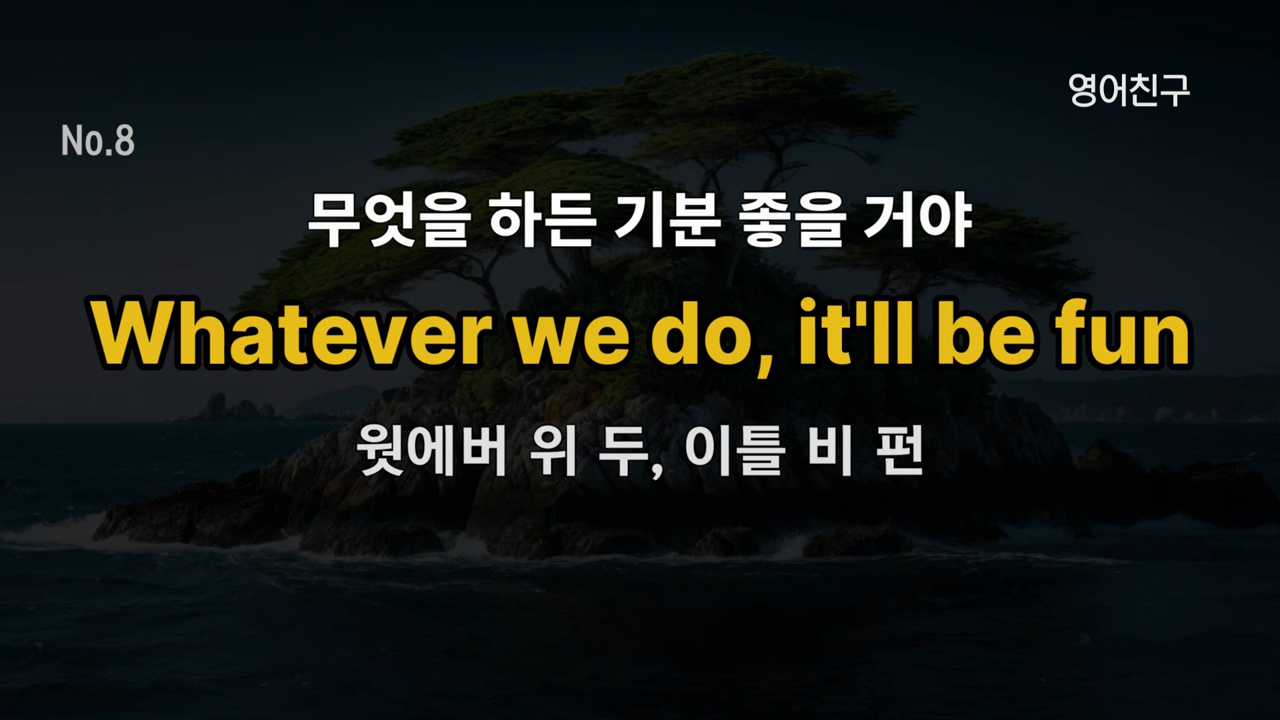 영어친구
No.8
무엇을 하든 기분 좋을 거야
Whatever we do, it'll be fun
웟에버 위 두, 이틀 비 펀